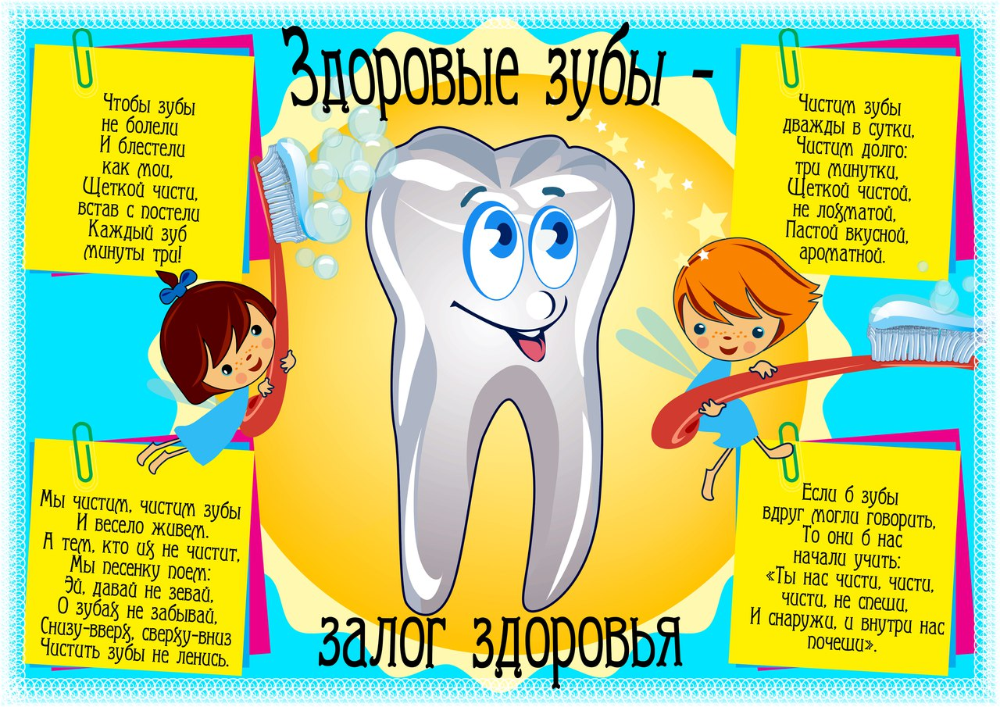 Здоровые зубы -
Чтобы зубы
не болели
И блестели
как мои,
Щеткой чисти,
встав с постели
Каждый зуб
минуты три!
Чистим зубы
дважды в сутки,
Чистим долго:
три минутки,
Щеткой чистой,
не лохматой,
Пастой вкусной,
ароматной.
Мы чистим, чистим зубы
И весело живем.
А тем, кто их не чистит,
Мы песенку поем:
Эй, давай не зевай,
О зубах не забывай,
Снизу-вверх, сверху-вниз
Чистить зубы не ленись.
Если б зубы
вдруг могли говорить,
То они б нас
начали учить:
«Ты нас чисти, чисти,
чисти, не спеши,
И снаружи, и внутри нас
почеши».
залог здоровья